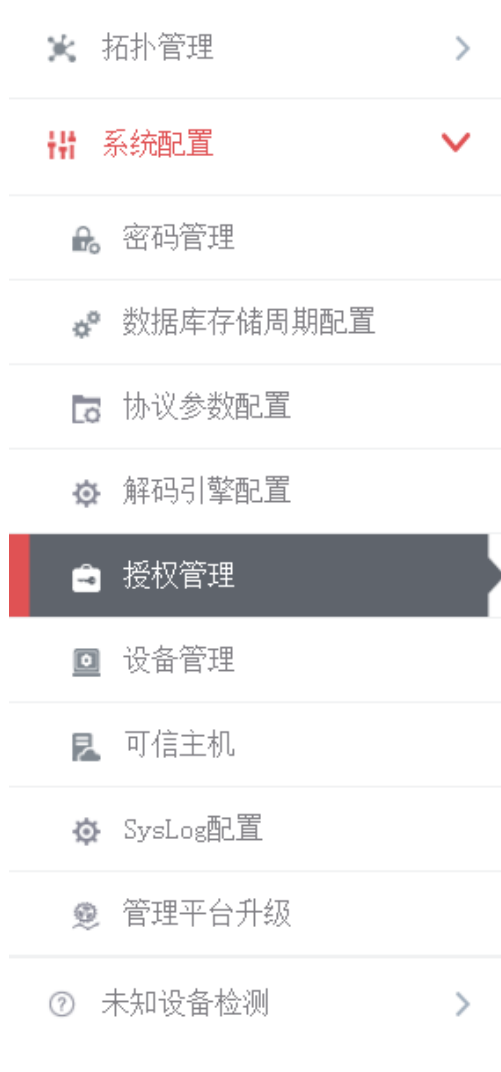 拓扑管理
系统配置
密码管理
数据库存储周期配置
协议参数配置
解码引擎配置
授权管理
设备管理
可信主机
SysLog配置
管理平台升级
未知设备检测